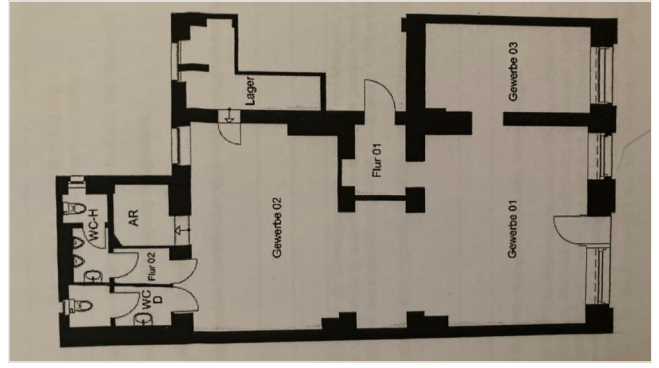 Lager
Gewerbe 03
Flur 01
WC-H
AR
Gewerbe 02
Gewerbe 01
Flur 02
WC
D